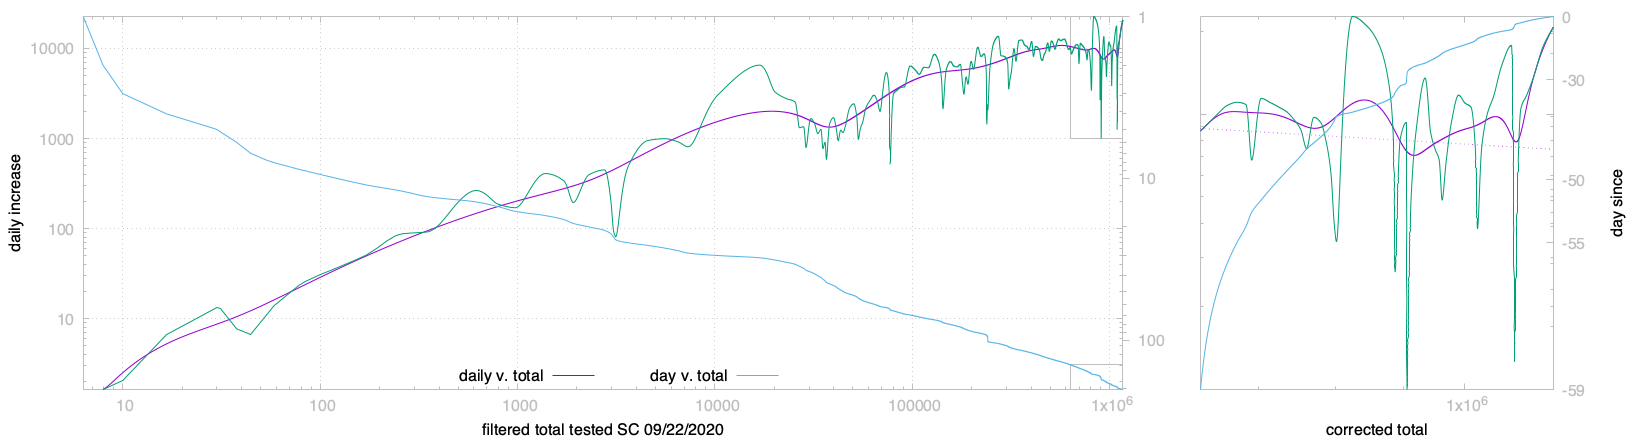 10000
1000
100
10
daily increase
10
100
1000
10000
100000
1x10^6
1
10
100
daily v. total
day v. total
filtered total tested SC 09/22/2020
0
-30
-50
-55
-59
day since
1x10^6
corrected total